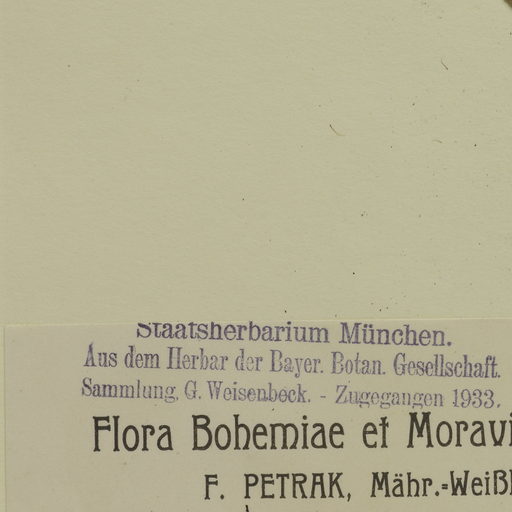 Staatsherbarium München.
Aus dem Herbar der Bayer. Botan. Gesellschaft.
Sammlung, G. Weisenbeck. - Zugegangen 1933.
Flora Bohemiae et Moravi
F. PETRAK, Mähr.-Weißk